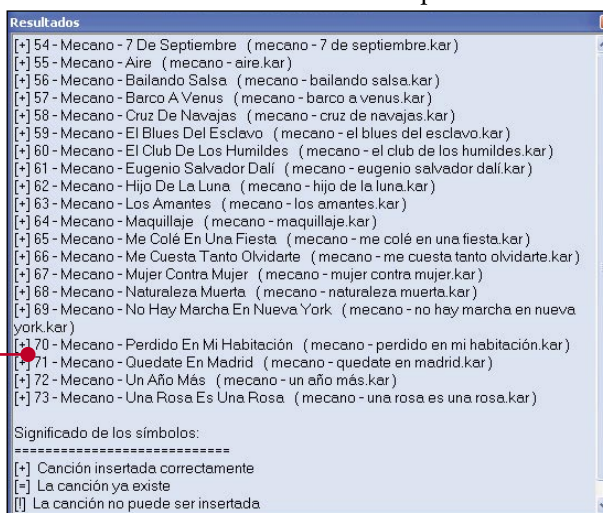 Resultados
[+] 54 - Mecano - 7 De Septiembre ( mecano - 7 de septiembre.kar )
[+] 55 - Mecano - Aire ( mecano - aire.kar )
[+] 56 - Mecano - Bailando Salsa ( mecano - bailando salsa.kar )
[+] 57 - Mecano - Barco A Venus ( mecano - barco a venus.kar )
[+] 58 - Mecano - Cruz De Navajas ( mecano - cruz de navajas.kar )
[+] 59 - Mecano - El Blues Del Esclavo ( mecano - el blues del esclavo.kar )
[+] 60 - Mecano - El Club De Los Humildes ( mecano - el club de los humildes.kar )
[+] 61 - Mecano - Eugenio Salvador Dalí ( mecano - eugenio salvador dalí.kar )
[+] 62 - Mecano - Hijo De La Luna ( mecano - hijo de la luna.kar )
[+] 63 - Mecano - Los Amantes ( mecano - los amantes.kar )
[+] 64 - Mecano - Maquillaje ( mecano - maquillaje.kar )
[+] 65 - Mecano - Me Colé En Una Fiesta ( mecano - me colé en una fiesta.kar )
[+] 66 - Mecano - Me Cuesta Tanto Olvidarte ( mecano - me cuesta tanto olvidarte.kar )
[+] 67 - Mecano - Mujer Contra Mujer ( mecano - mujer contra mujer.kar )
[+] 68 - Mecano - Naturaleza Muerta ( mecano - naturaleza muerta.kar )
[+] 69 - Mecano - No Hay Marcha En Nueva York ( mecano - no hay marcha en nueva
york.kar )
[+] 70 - Mecano - Perdido En Mi Habitación ( mecano - perdido en mi habitación.kar )
[+] 71 - Mecano - Quedate En Madrid ( mecano - quedate en madrid.kar )
[+] 72 - Mecano - Un Año Más ( mecano - un año más.kar )
[+] 73 - Mecano - Una Rosa Es Una Rosa ( mecano - una rosa es una rosa.kar )
Significado de los símbolos:
============================
[+] Canción insertada correctamente
[=] La canción ya existe
[!] La canción no puede ser insertada